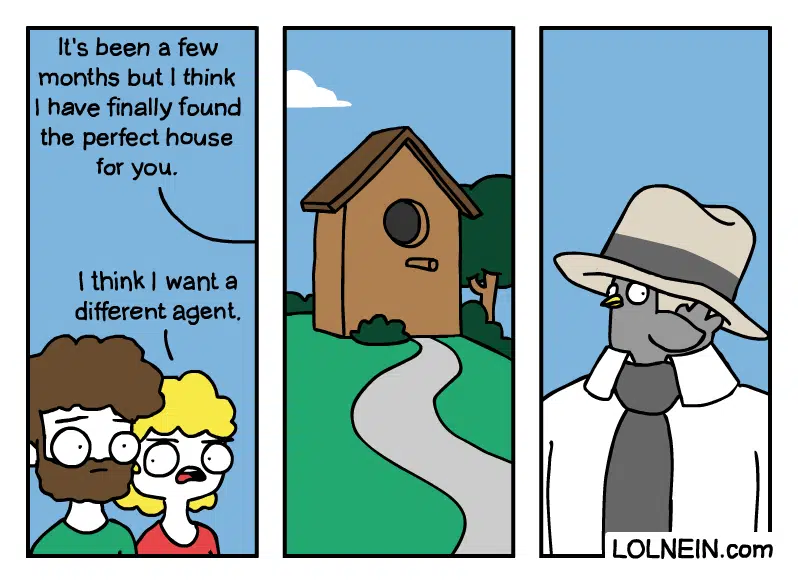 It's been a few
months but I think
I have finally found
the perfect house
for you.
I think I want a
different agent.
LOLNEIN.com